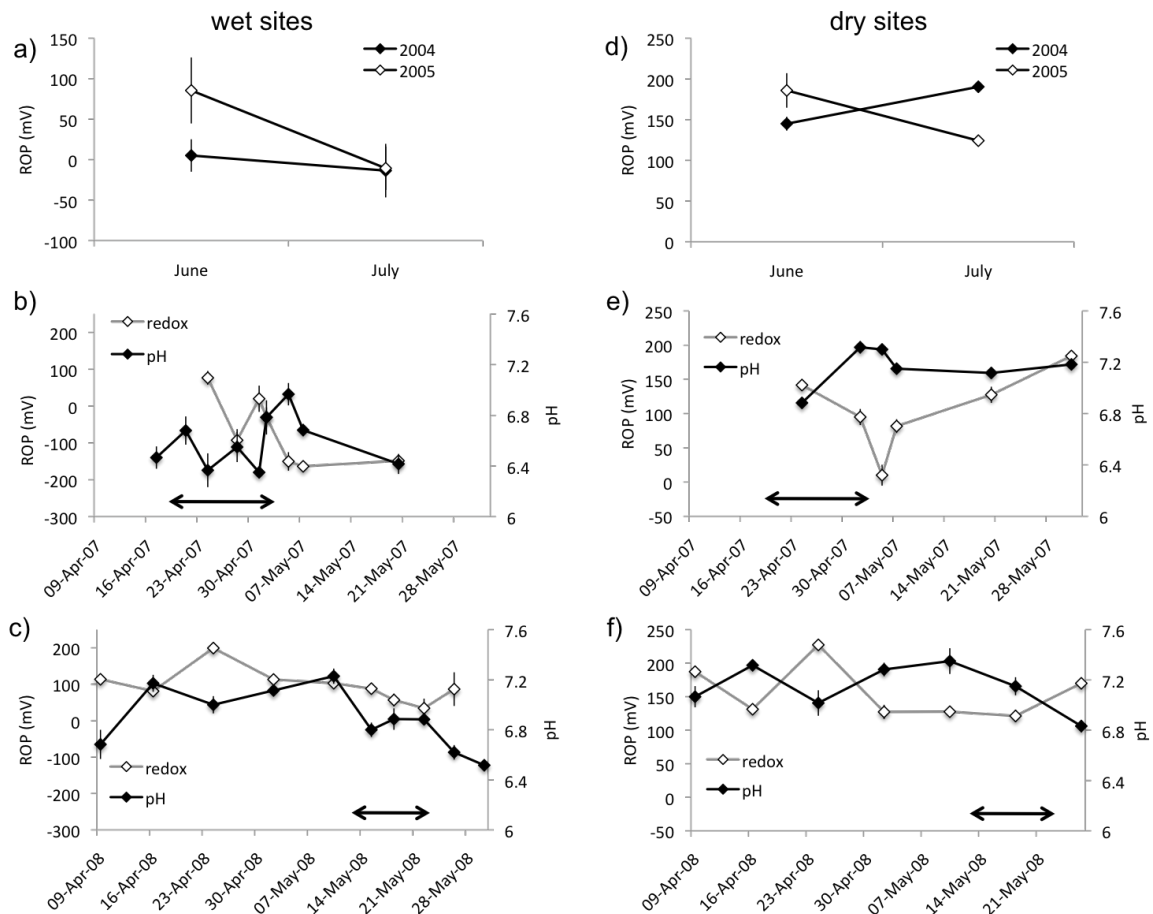 wet sites
dry sites
a)
150
100
50
0
-50
-100
ROP (mV)
2004
2005
June
July
d)
250
200
150
100
50
0
ROP (mV)
2004
2005
June
July
b)
200
100
0
-100
-200
-300
ROP (mV)
redox
pH
7.6
7.2
6.8
6.4
6
pH
09-Apr-07
16-Apr-07
23-Apr-07
30-Apr-07
07-May-07
14-May-07
21-May-07
28-May-07
e)
250
200
150
100
50
0
-50
ROP (mV)
redox
pH
7.6
7.2
6.8
6.4
6
pH
09-Apr-07
16-Apr-07
23-Apr-07
30-Apr-07
07-May-07
14-May-07
21-May-07
28-May-07
c)
200
100
0
-100
-200
-300
ROP (mV)
redox
pH
7.6
7.2
6.8
6.4
6
pH
09-Apr-08
16-Apr-08
23-Apr-08
30-Apr-08
07-May-08
14-May-08
21-May-08
28-May-08
f)
250
200
150
100
50
0
-50
ROP (mV)
redox
pH
7.6
7.2
6.8
6.4
6
pH
09-Apr-08
16-Apr-08
23-Apr-08
30-Apr-08
07-May-08
14-May-08
21-May-08